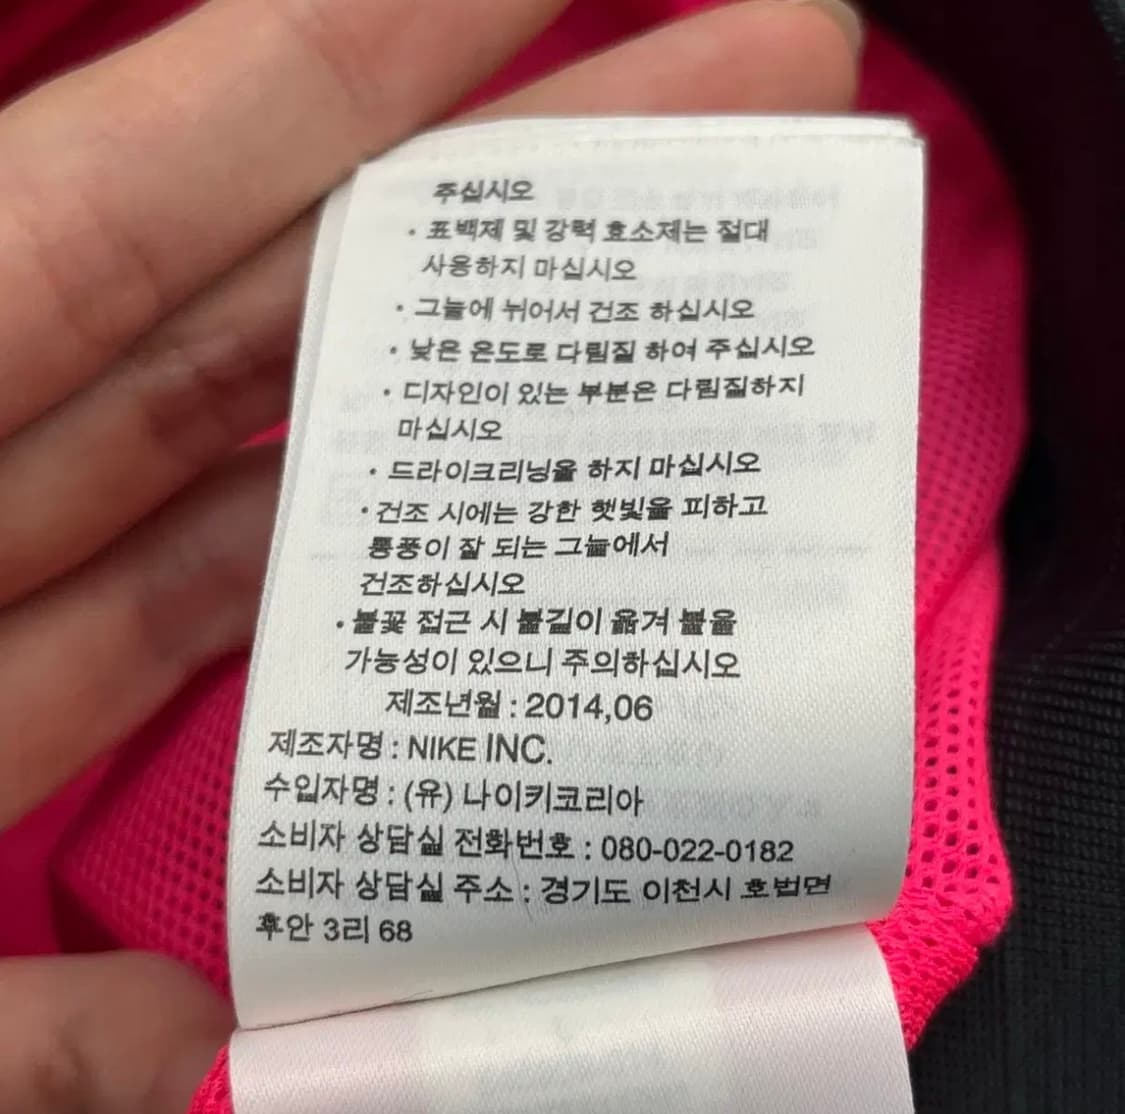 주십시오
· 표백제 및 강력 효소제는 절대
사용하지 마십시오
· 그늘에 뉘어서 건조 하십시오
· 낮은 온도로 다림질 하여 주십시오
· 디자인이 있는 부분은 다림질하지
마십시오
· 드라이크리닝을 하지 마십시오
· 건조 시에는 강한 햇빛을 피하고
통풍이 잘 되는 그늘에서
건조하십시오
· 불꽃 접근 시 불길이 옮겨 붙을
가능성이 있으니 주의하십시오
제조년월 : 2014,06
제조자명 : NIKE INC.
수입자명 : (유) 나이키코리아
소비자 상담실 전화번호 : 080-022-0182
소비자 상담실 주소 : 경기도 이천시 호법면
후안 3리 68